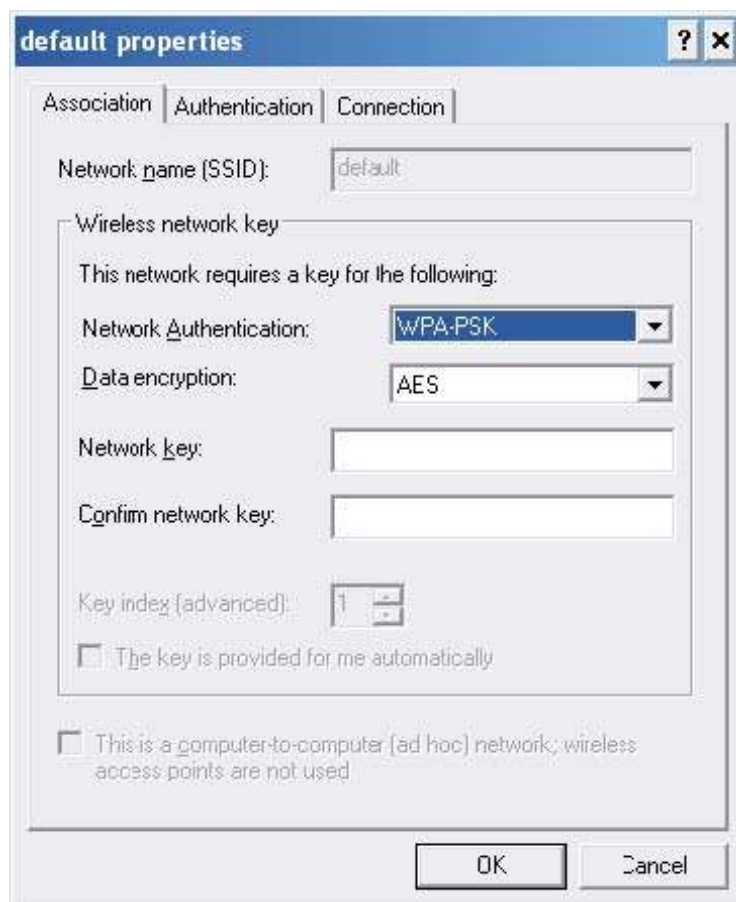 default properties
Association Authentication Connection
Network name (SSID): default
Wireless network key
This network requires a key for the following:
Network Authentication: WPA-PSK
Data encryption: AES
Network key:
Confirm network key:
Key index (advanced): 1
The key is provided for me automatically
This is a computer-to-computer (ad hoc) network; wireless
access points are not used
OK Cancel